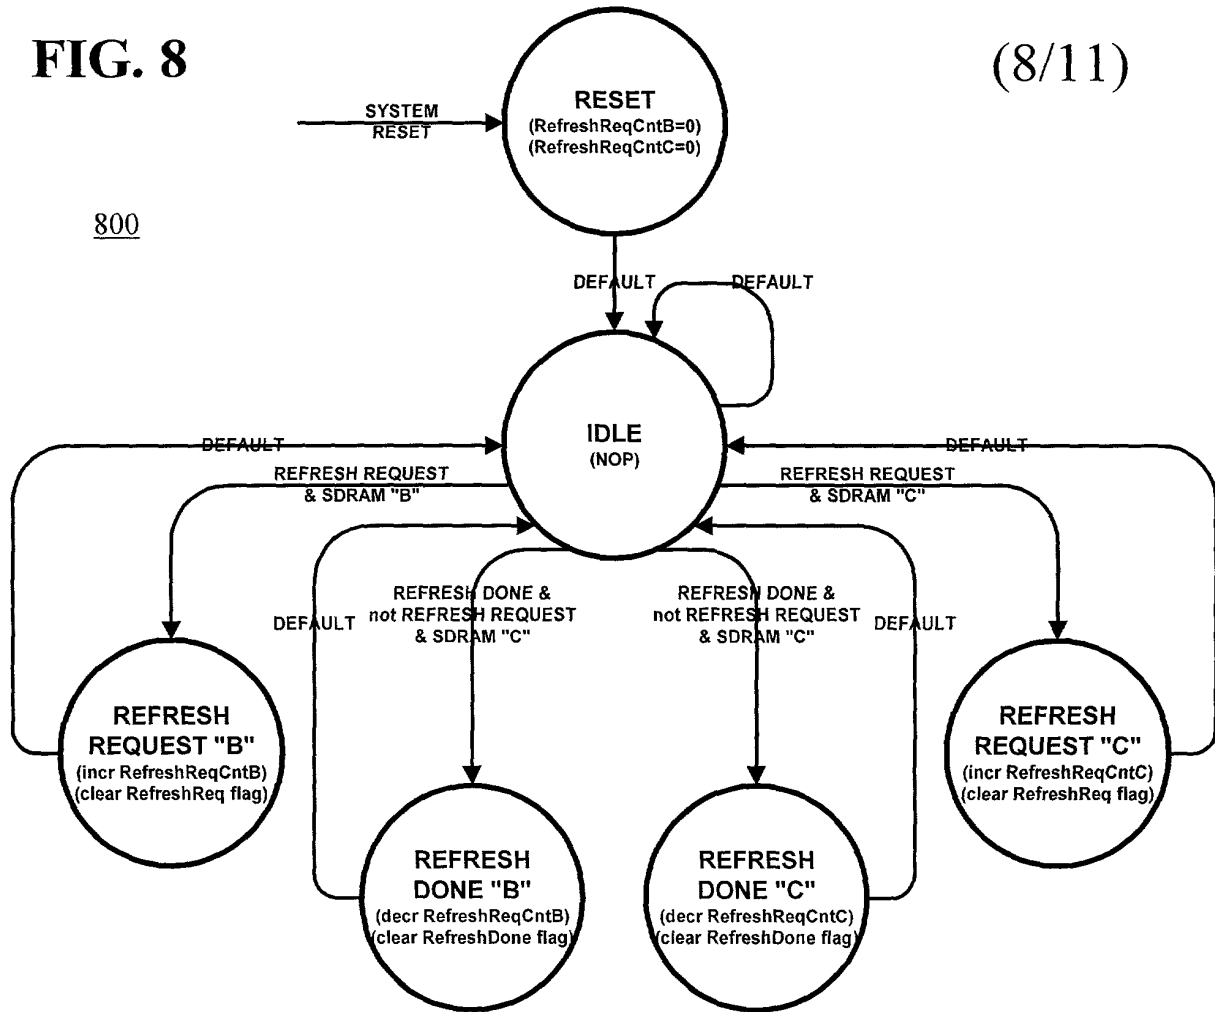 FIG. 8
(8/11)
SYSTEM
RESET
RESET
(RefreshReqCntB=0)
(RefreshReqCntC=0)
800
DEFAULT
DEFAULT
IDLE
(NOP)
DEFAULT
DEFAULT
REFRESH REQUEST
& SDRAM "B"
REFRESH REQUEST
& SDRAM "C"
REFRESH DONE &
not REFRESH REQUEST
& SDRAM "C"
REFRESH DONE &
not REFRESH REQUEST
& SDRAM "C"
DEFAULT
DEFAULT
REFRESH
REQUEST "B"
(incr RefreshReqCntB)
(clear RefreshReq flag)
REFRESH
REQUEST "C"
(incr RefreshReqCntC)
(clear RefreshReq flag)
REFRESH
DONE "B"
(decr RefreshReqCntB)
(clear RefreshDone flag)
REFRESH
DONE "C"
(decr RefreshReqCntC)
(clear RefreshDone flag)